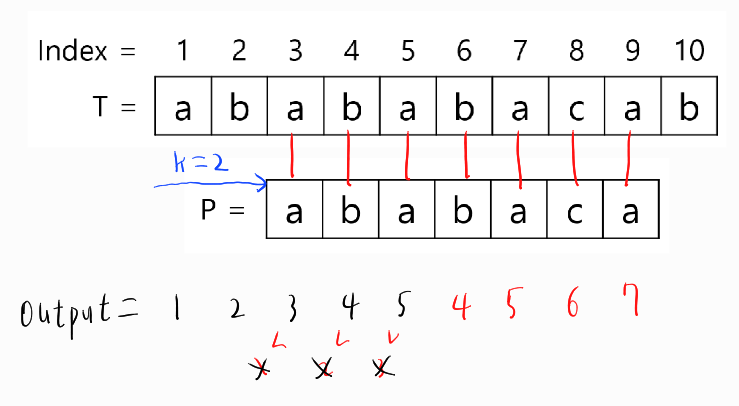 Index = 1 2 3 4 5 6 7 8 9 10
T = a b a b a b a c a b
k=2
P = a b a b a c a
Output = 1 2 3 4 5 4 5 6 7